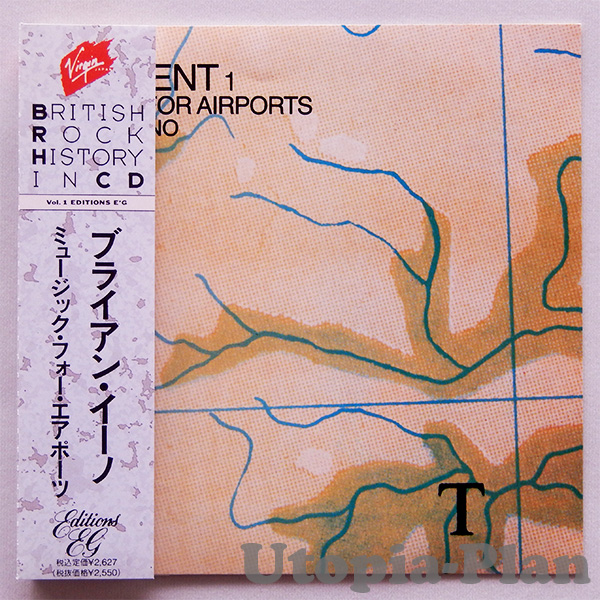 Virgin
JAPAN
BRITISH
ROCK
HISTORY
IN CD
Vol. 1 EDITIONS E'G
ブライアン・イーノ
ミュージック・フォー・エアポーツ
Editions
EG
税込定価¥2,627
(税抜価格¥2,550)
ENT 1
OR AIRPORTS
NO
T
Utopia-Plan